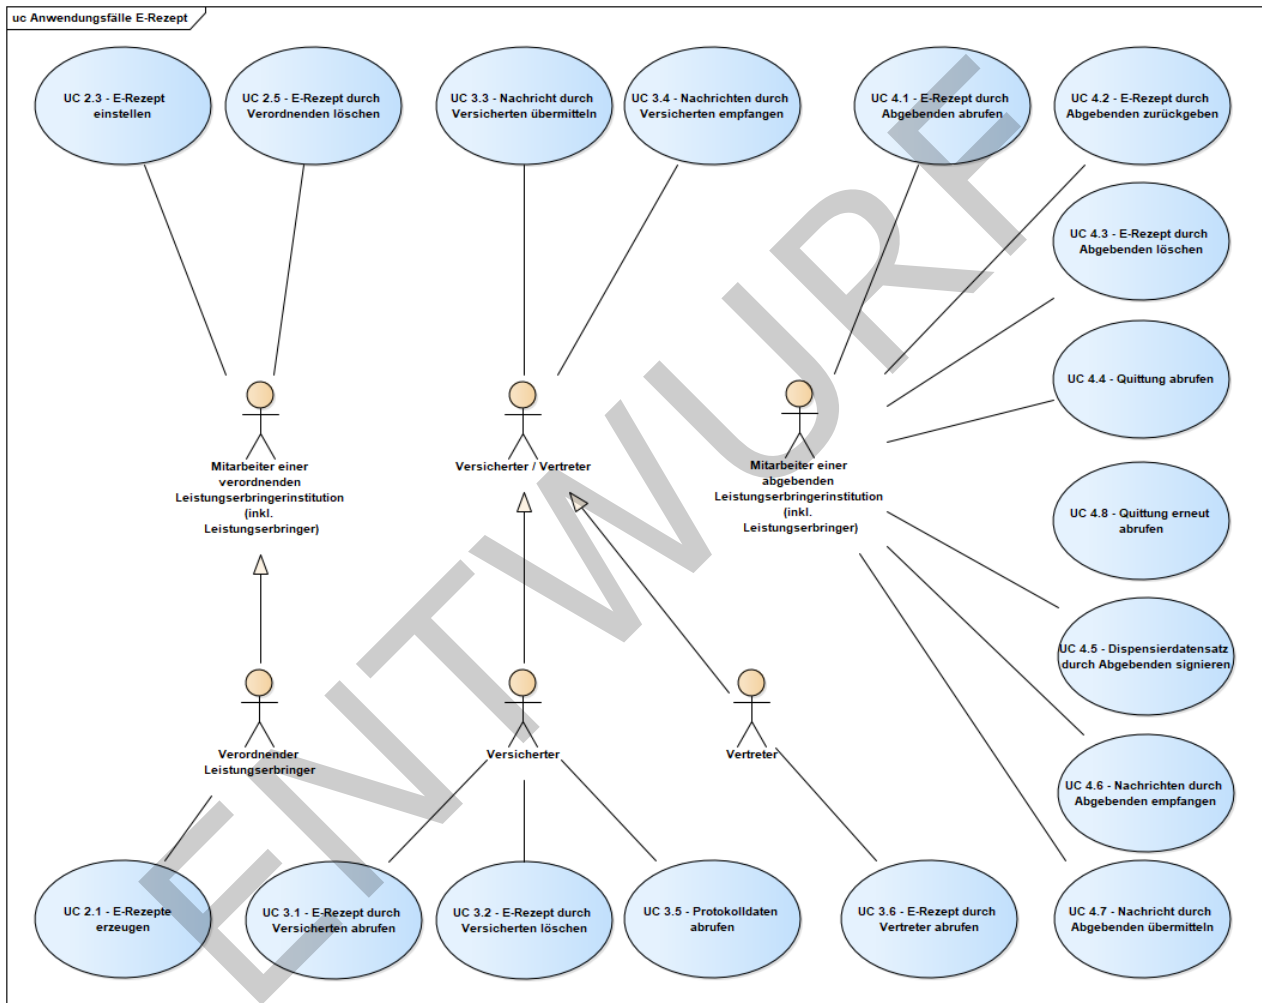 uc Anwendungsfälle E-Rezept
UC 2.3 - E-Rezept
einstellen
UC 2.5 - E-Rezept durch
Verordnenden löschen
UC 3.3 - Nachricht durch
Versicherten übermitteln
UC 3.4 - Nachrichten durch
Versicherten empfangen
UC 4.1 - E-Rezept durch
Abgebenden abrufen
UC 4.2 - E-Rezept durch
Abgebenden zurückgeben
UC 4.3 - E-Rezept durch
Abgebenden löschen
UC 4.4 - Quittung abrufen
Mitarbeiter einer
verordnenden
Leistungserbringerinstitution
(inkl.
Leistungserbringer)
Versicherter / Vertreter
Mitarbeiter einer
abgebenden
Leistungserbringerinstitution
(inkl.
Leistungserbringer)
UC 4.8 - Quittung erneut
abrufen
UC 4.5 - Dispensierdatensatz
durch Abgebenden signieren
Verordnender
Leistungserbringer
Versicherter
Vertreter
UC 4.6 - Nachrichten durch
Abgebenden empfangen
UC 2.1 - E-Rezepte
erzeugen
UC 3.1 - E-Rezept durch
Versicherten abrufen
UC 3.2 - E-Rezept durch
Versicherten löschen
UC 3.5 - Protokolldaten
abrufen
UC 3.6 - E-Rezept durch
Vertreter abrufen
UC 4.7 - Nachricht durch
Abgebenden übermitteln
ENTWURF